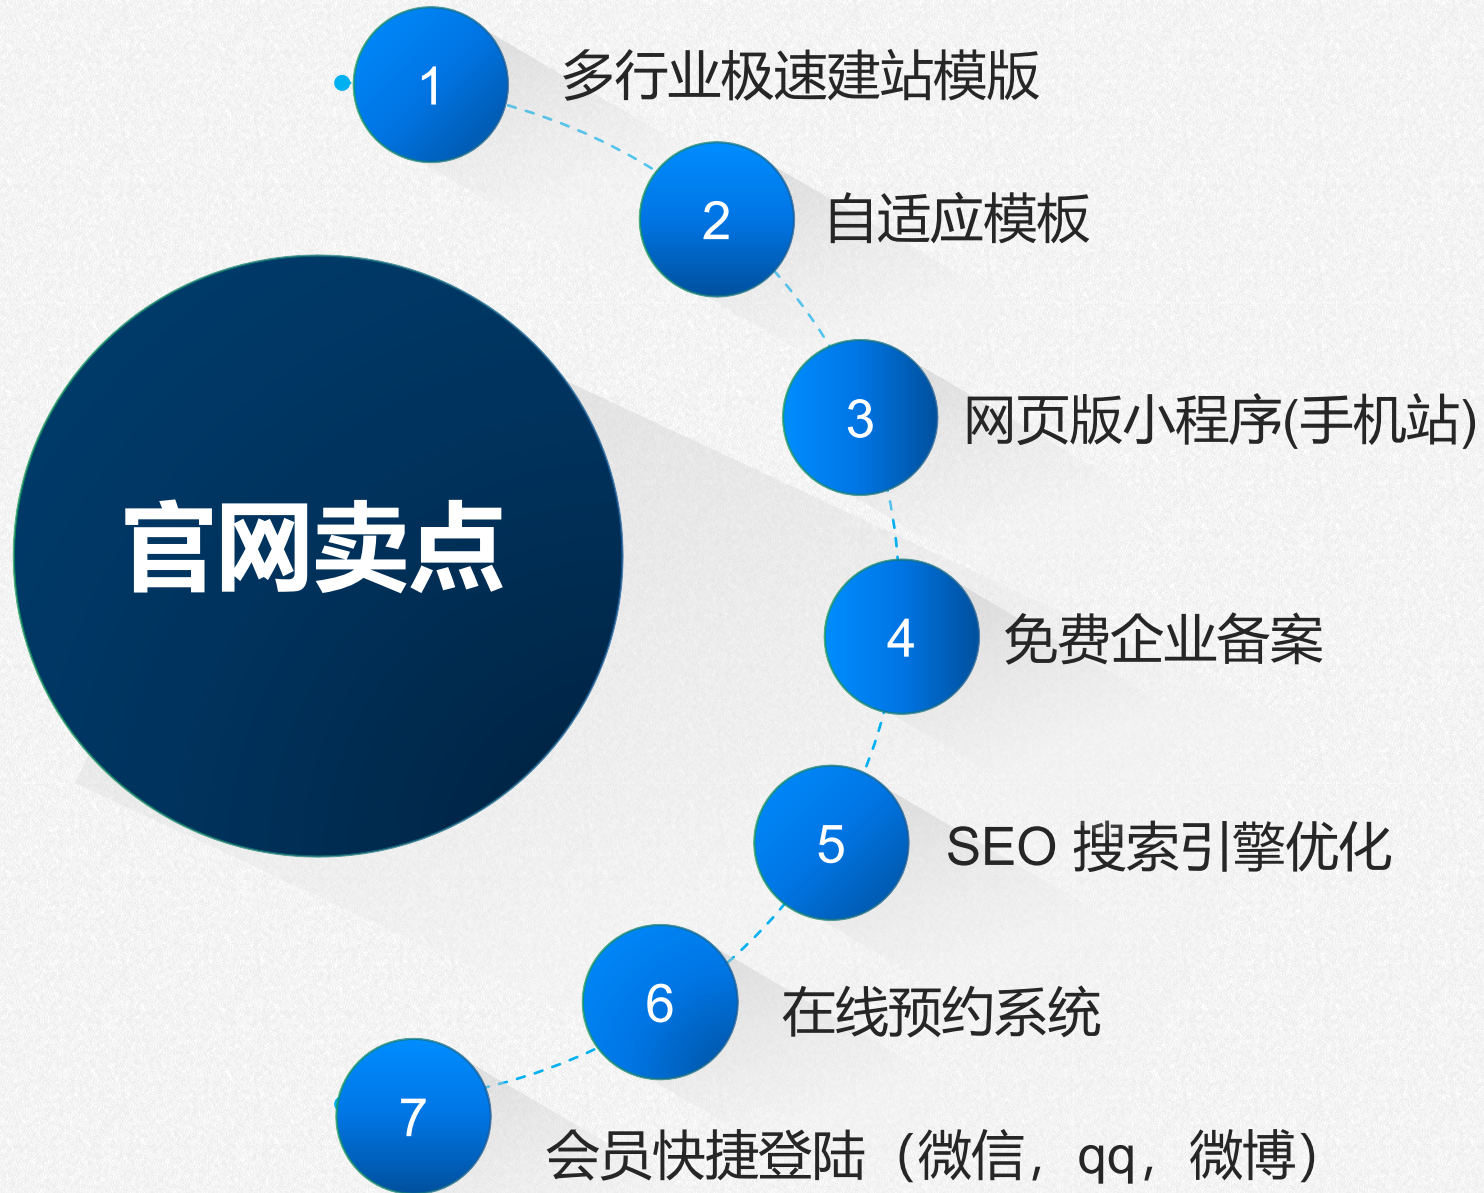 1
多行业极速建站模版
2
自适应模板
3
网页版小程序(手机站)
官网卖点
4
免费企业备案
5
SEO 搜索引擎优化
6
在线预约系统
7
会员快捷登陆（微信，qq，微博）